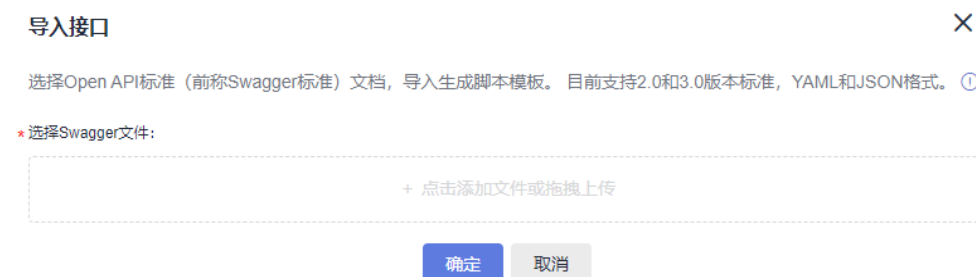 导入接口
选择Open API标准（前称Swagger标准）文档，导入生成脚本模板。 目前支持2.0和3.0版本标准，YAML和JSON格式。
* 选择Swagger文件:
+ 点击添加文件或拖拽上传
确定 取消